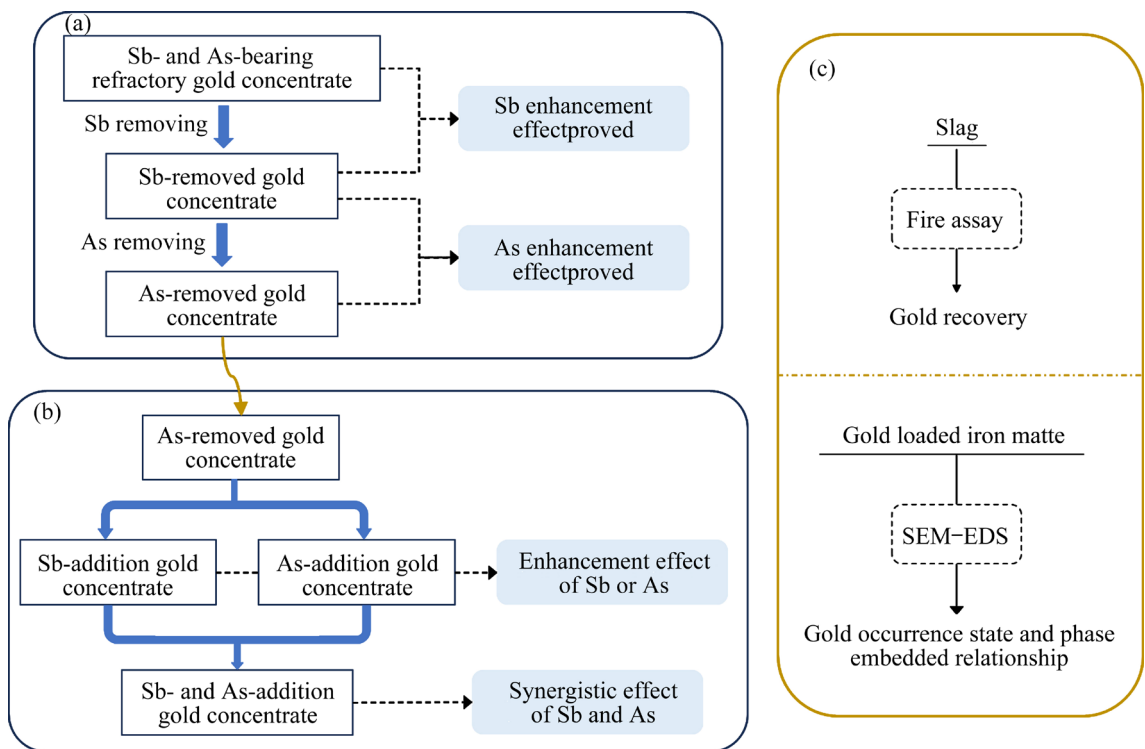 (a)
Sb- and As-bearing
refractory gold concentrate
Sb removing
Sb enhancement
effectproved
Sb-removed gold
concentrate
As removing
As enhancement
effectproved
As-removed gold
concentrate
(b)
As-removed gold
concentrate
Sb-addition gold
concentrate
As-addition gold
concentrate
Enhancement effect
of Sb or As
Sb- and As-addition
gold concentrate
Synergistic effect
of Sb and As
(c)
Slag
Fire assay
Gold recovery
Gold loaded iron matte
SEM−EDS
Gold occurrence state and phase
embedded relationship